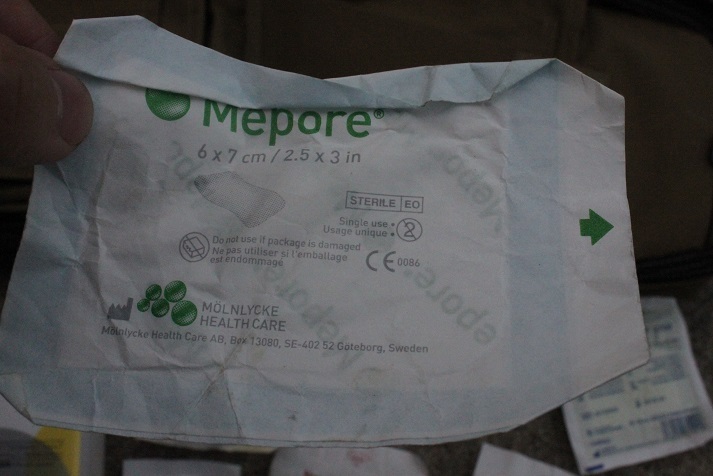 Mepore®
6 x 7 cm / 2.5 x 3 in
STERILE EO
Single use •
Usage unique •
2
Do not use if package is damaged
Ne pas utiliser si l'emballage
est endommagé
CE 0086
MÖLNLYCKE
HEALTH CARE
Mölnlycke Health Care AB, Box 13080, SE-402 52 Göteborg, Sweden